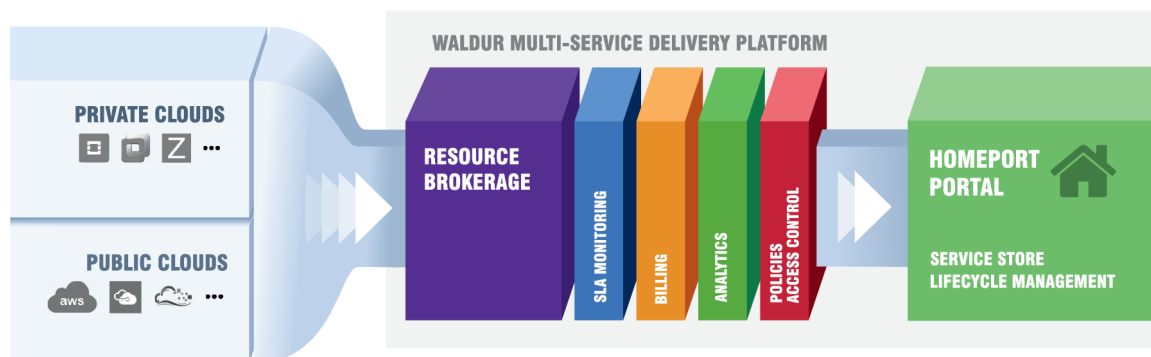 WALDUR MULTI-SERVICE DELIVERY PLATFORM
PRIVATE CLOUDS
Z
PUBLIC CLOUDS
aws
RESOURCE
BROKERAGE
SLA MONITORING
BILLING
ANALYTICS
POLICIES
ACCESS CONTROL
HOMEPORT
PORTAL
SERVICE STORE
LIFECYCLE MANAGEMENT